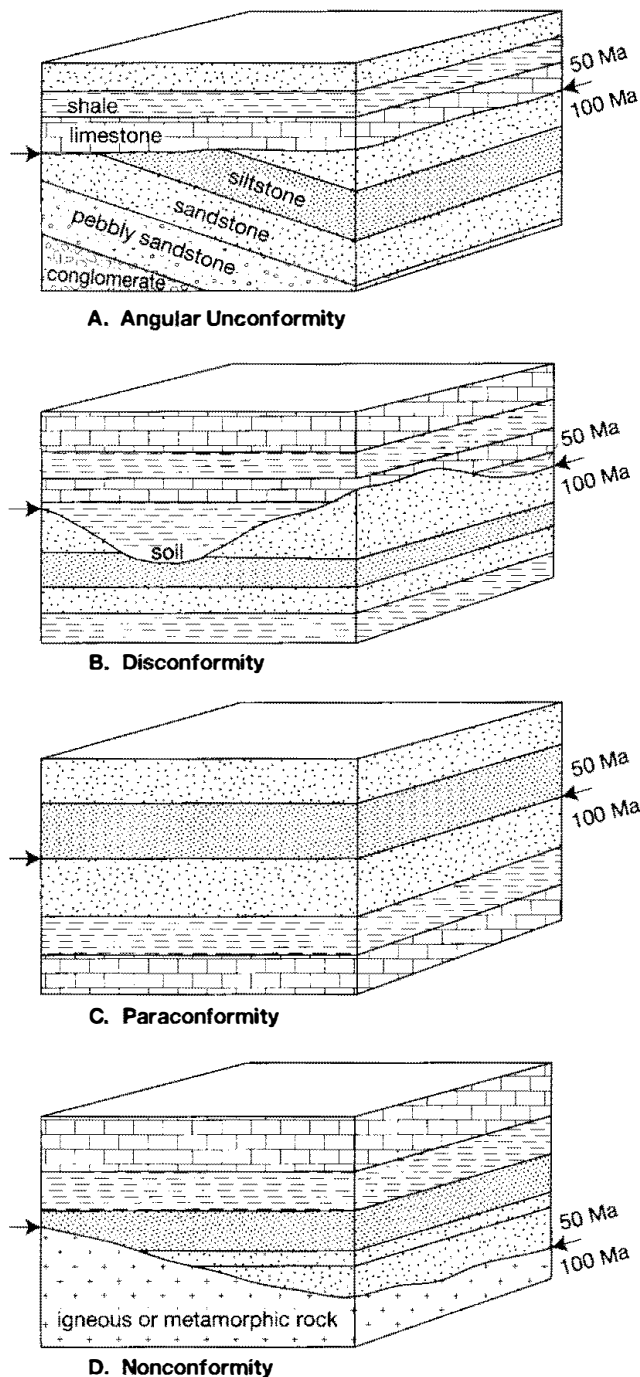 50 Ma
100 Ma
shale
limestone
siltstone
sandstone
pebbly sandstone
conglomerate
A. Angular Unconformity
50 Ma
100 Ma
soil
B. Disconformity
50 Ma
100 Ma
C. Paraconformity
50 Ma
100 Ma
igneous or metamorphic rock
D. Nonconformity